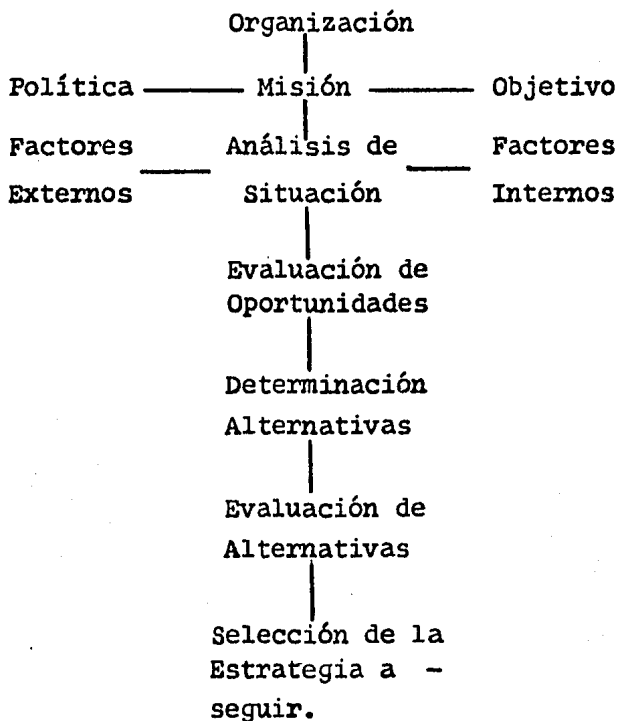 Organización
Política Misión Objetivo
Factores Análisis de Factores
Externos Situación Internos
Evaluación de
Oportunidades
Determinación
Alternativas
Evaluación de
Alternativas
Selección de la
Estrategia a -
seguir.